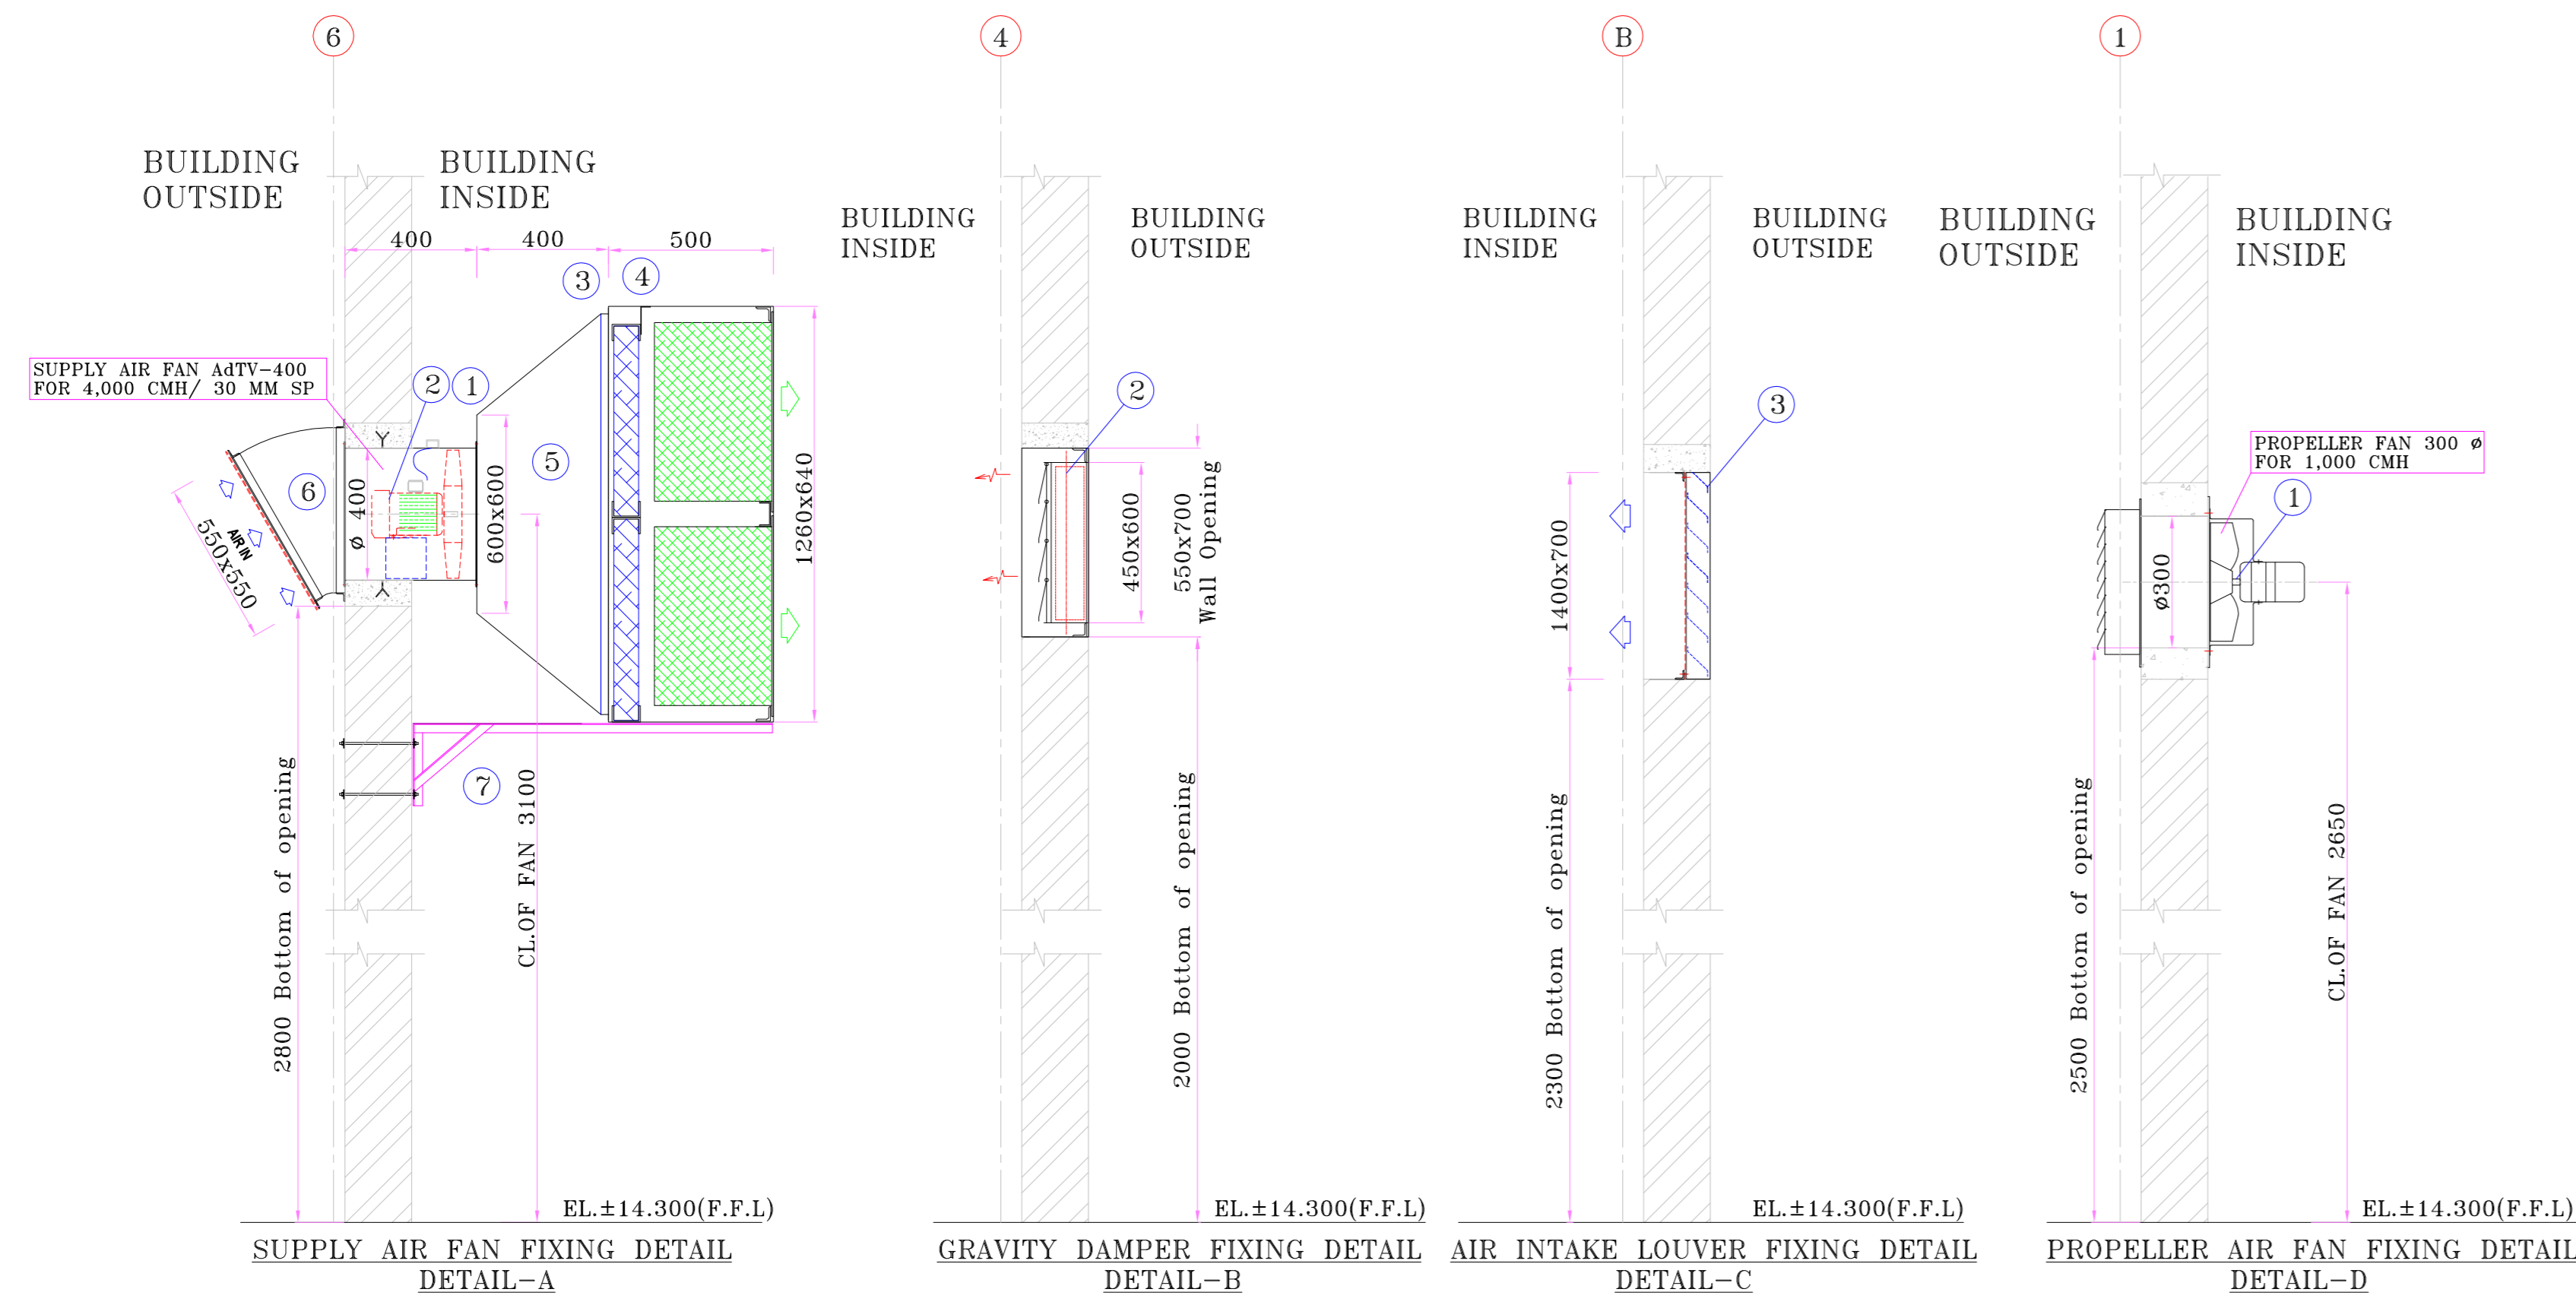 6
BUILDING
OUTSIDE
BUILDING
INSIDE
400
400
500
3
4
SUPPLY AIR FAN AdTV-400
FOR 4,000 CMH/ 30 MM SP
2
1
5
6
ø 400
600x600
1260x640
AIR IN
550x550
7
2800 Bottom of opening
CL.OF FAN 3100
EL.±14.300(F.F.L)
SUPPLY AIR FAN FIXING DETAIL
DETAIL-A
4
BUILDING
INSIDE
BUILDING
OUTSIDE
2
450x600
550x700
Wall Opening
2000 Bottom of opening
EL.±14.300(F.F.L)
GRAVITY DAMPER FIXING DETAIL
DETAIL-B
B
BUILDING
INSIDE
BUILDING
OUTSIDE
3
1400x700
2300 Bottom of opening
EL.±14.300(F.F.L)
AIR INTAKE LOUVER FIXING DETAIL
DETAIL-C
1
BUILDING
OUTSIDE
BUILDING
INSIDE
PROPELLER FAN 300 ø
FOR 1,000 CMH
1
ø300
2500 Bottom of opening
CL.OF FAN 2650
EL.±14.300(F.F.L)
PROPELLER AIR FAN FIXING DETAIL
DETAIL-D